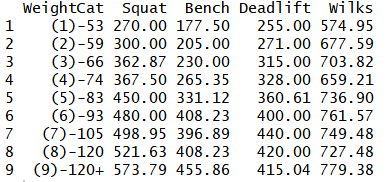 WeightCat Squat Bench Deadlift Wilks
1 (1)-53 270.00 177.50 255.00 574.95
2 (2)-59 300.00 205.00 271.00 677.59
3 (3)-66 362.87 230.00 315.00 703.82
4 (4)-74 367.50 265.35 328.00 659.21
5 (5)-83 450.00 331.12 360.61 736.90
6 (6)-93 480.00 408.23 400.00 761.57
7 (7)-105 498.95 396.89 440.00 749.48
8 (8)-120 521.63 408.23 420.00 727.48
9 (9)-120+ 573.79 455.86 415.04 779.38